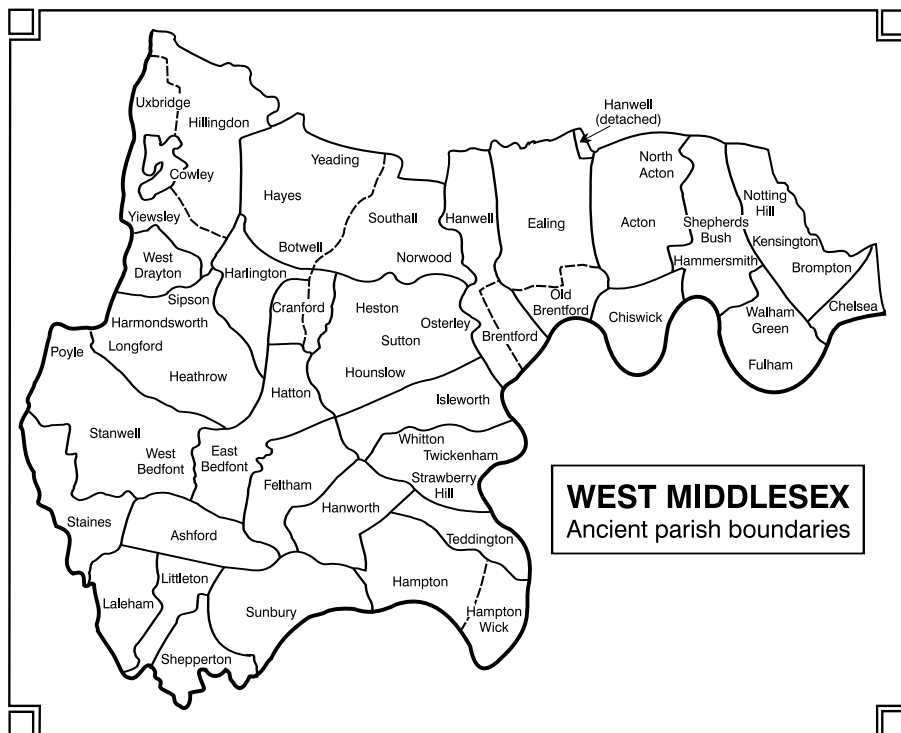 Hanwell
(detached)
Uxbridge
Hillingdon
Yeading
North
Acton
Cowley
Hayes
Notting
Hill
Yiewsley
Southall
Hanwell
Ealing
Acton
Shepherds
Bush
Kensington
Botwell
Norwood
West
Drayton
Harlington
Hammersmith
Brompton
Sipson
Cranford
Heston
Old
Brentford
Chelsea
Harmondsworth
Osterley
Chiswick
Walham
Green
Longford
Sutton
Brentford
Poyle
Heathrow
Hounslow
Fulham
Hatton
Isleworth
Stanwell
West
Bedfont
East
Bedfont
Whitton
Twickenham
Feltham
Strawberry
Hill
WEST MIDDLESEX
Ancient parish boundaries
Staines
Hanworth
Ashford
Teddington
Littleton
Hampton
Laleham
Sunbury
Hampton
Wick
Shepperton